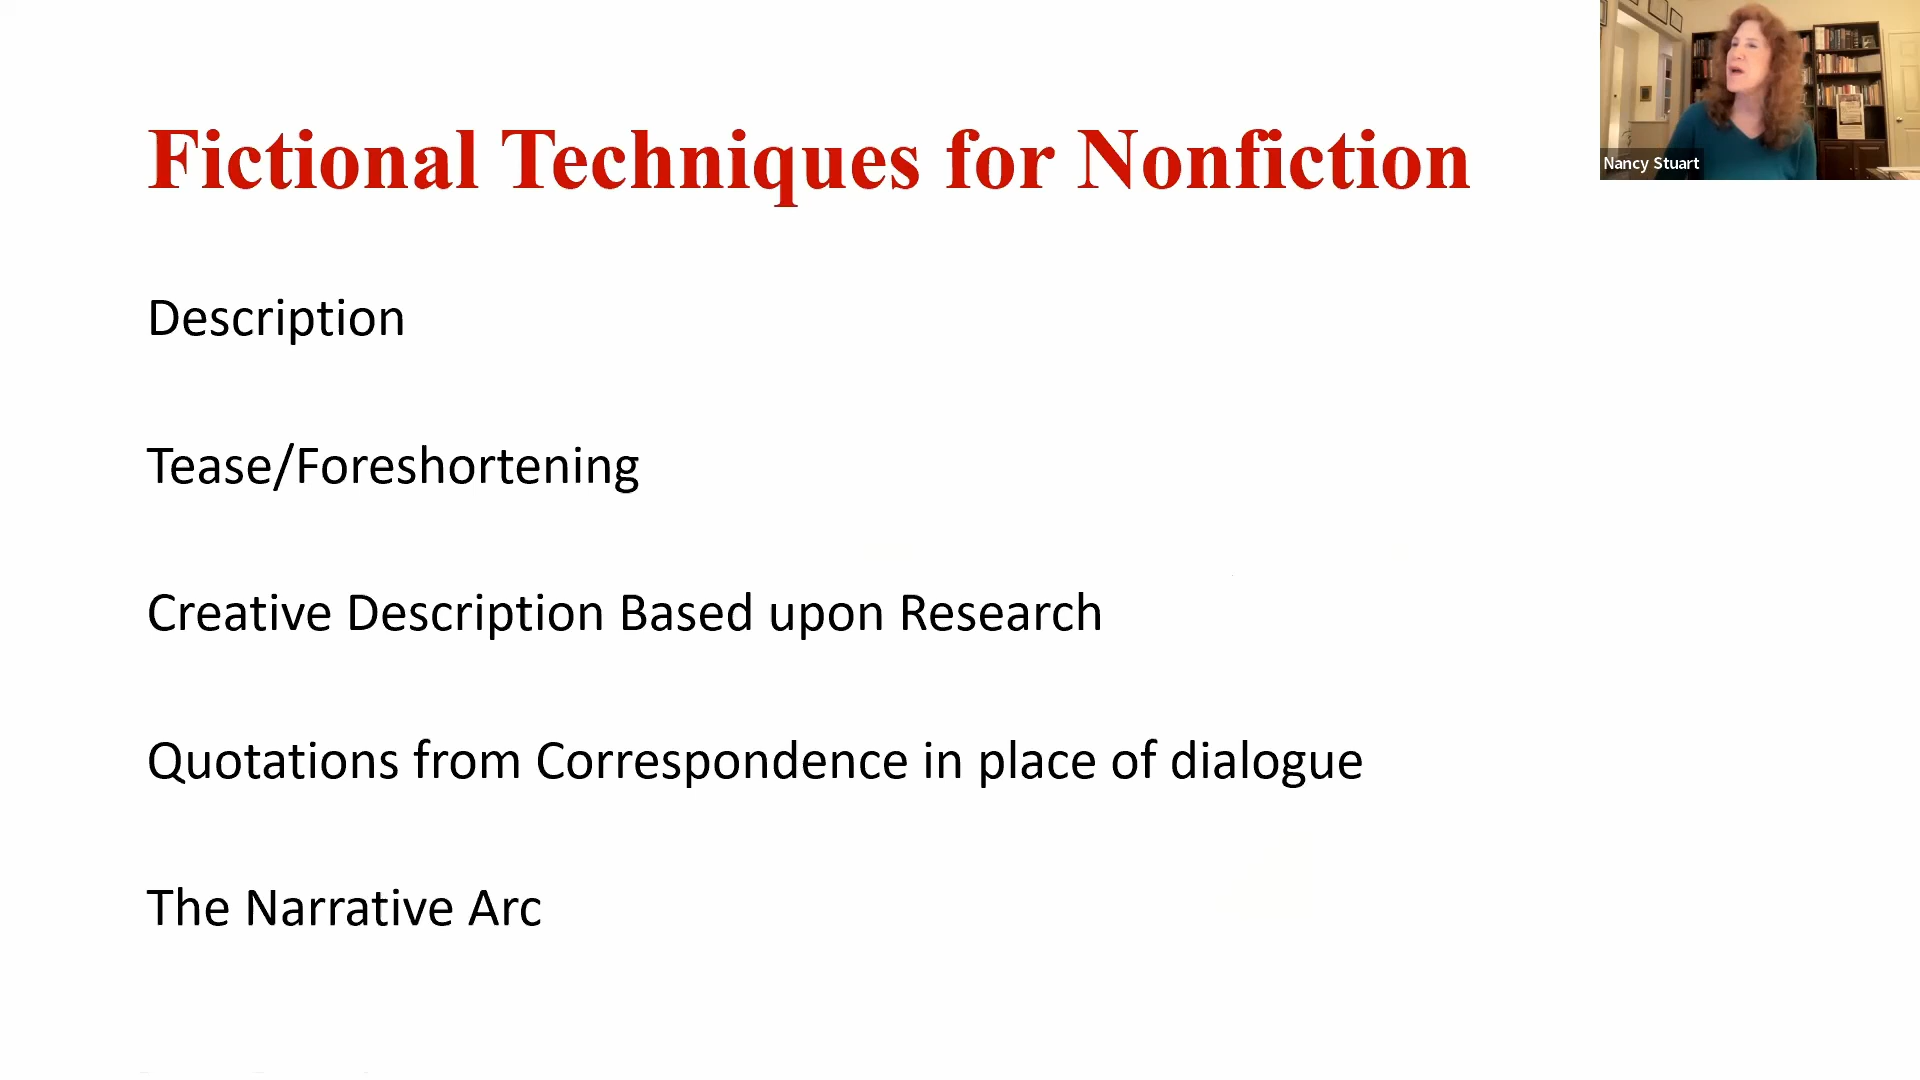 Fictional Techniques for Nonfiction
Nancy Stuart
Description
Tease/Foreshortening
Creative Description Based upon Research
Quotations from Correspondence in place of dialogue
The Narrative Arc